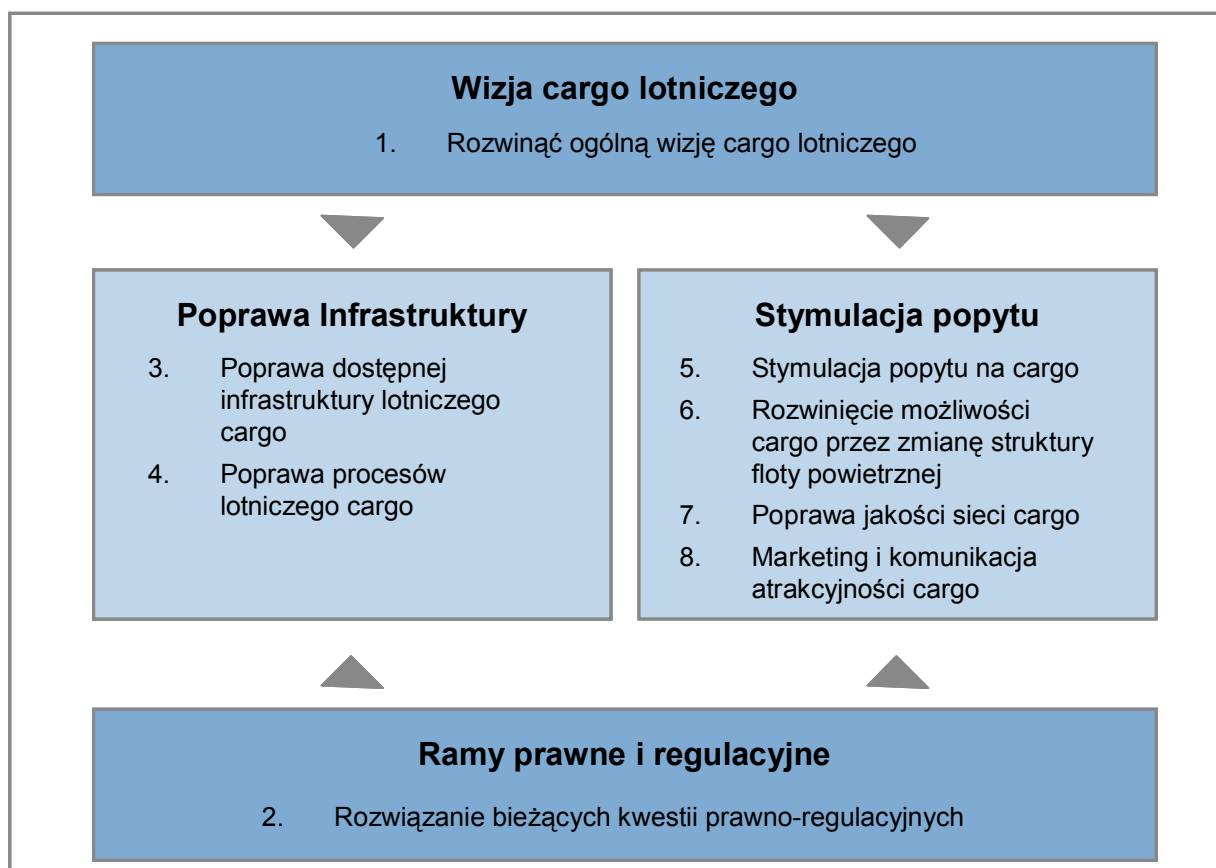 Wizja cargo lotniczego
1. Rozwinąć ogólną wizję cargo lotniczego
Poprawa Infrastruktury
3. Poprawa dostępnej
infrastruktury lotniczego
cargo
4. Poprawa procesów
lotniczego cargo
Stymulacja popytu
5. Stymulacja popytu na cargo
6. Rozwinięcie możliwości
cargo przez zmianę struktury
floty powietrznej
7. Poprawa jakości sieci cargo
8. Marketing i komunikacja
atrakcyjności cargo
Ramy prawne i regulacyjne
2. Rozwiązanie bieżących kwestii prawno-regulacyjnych